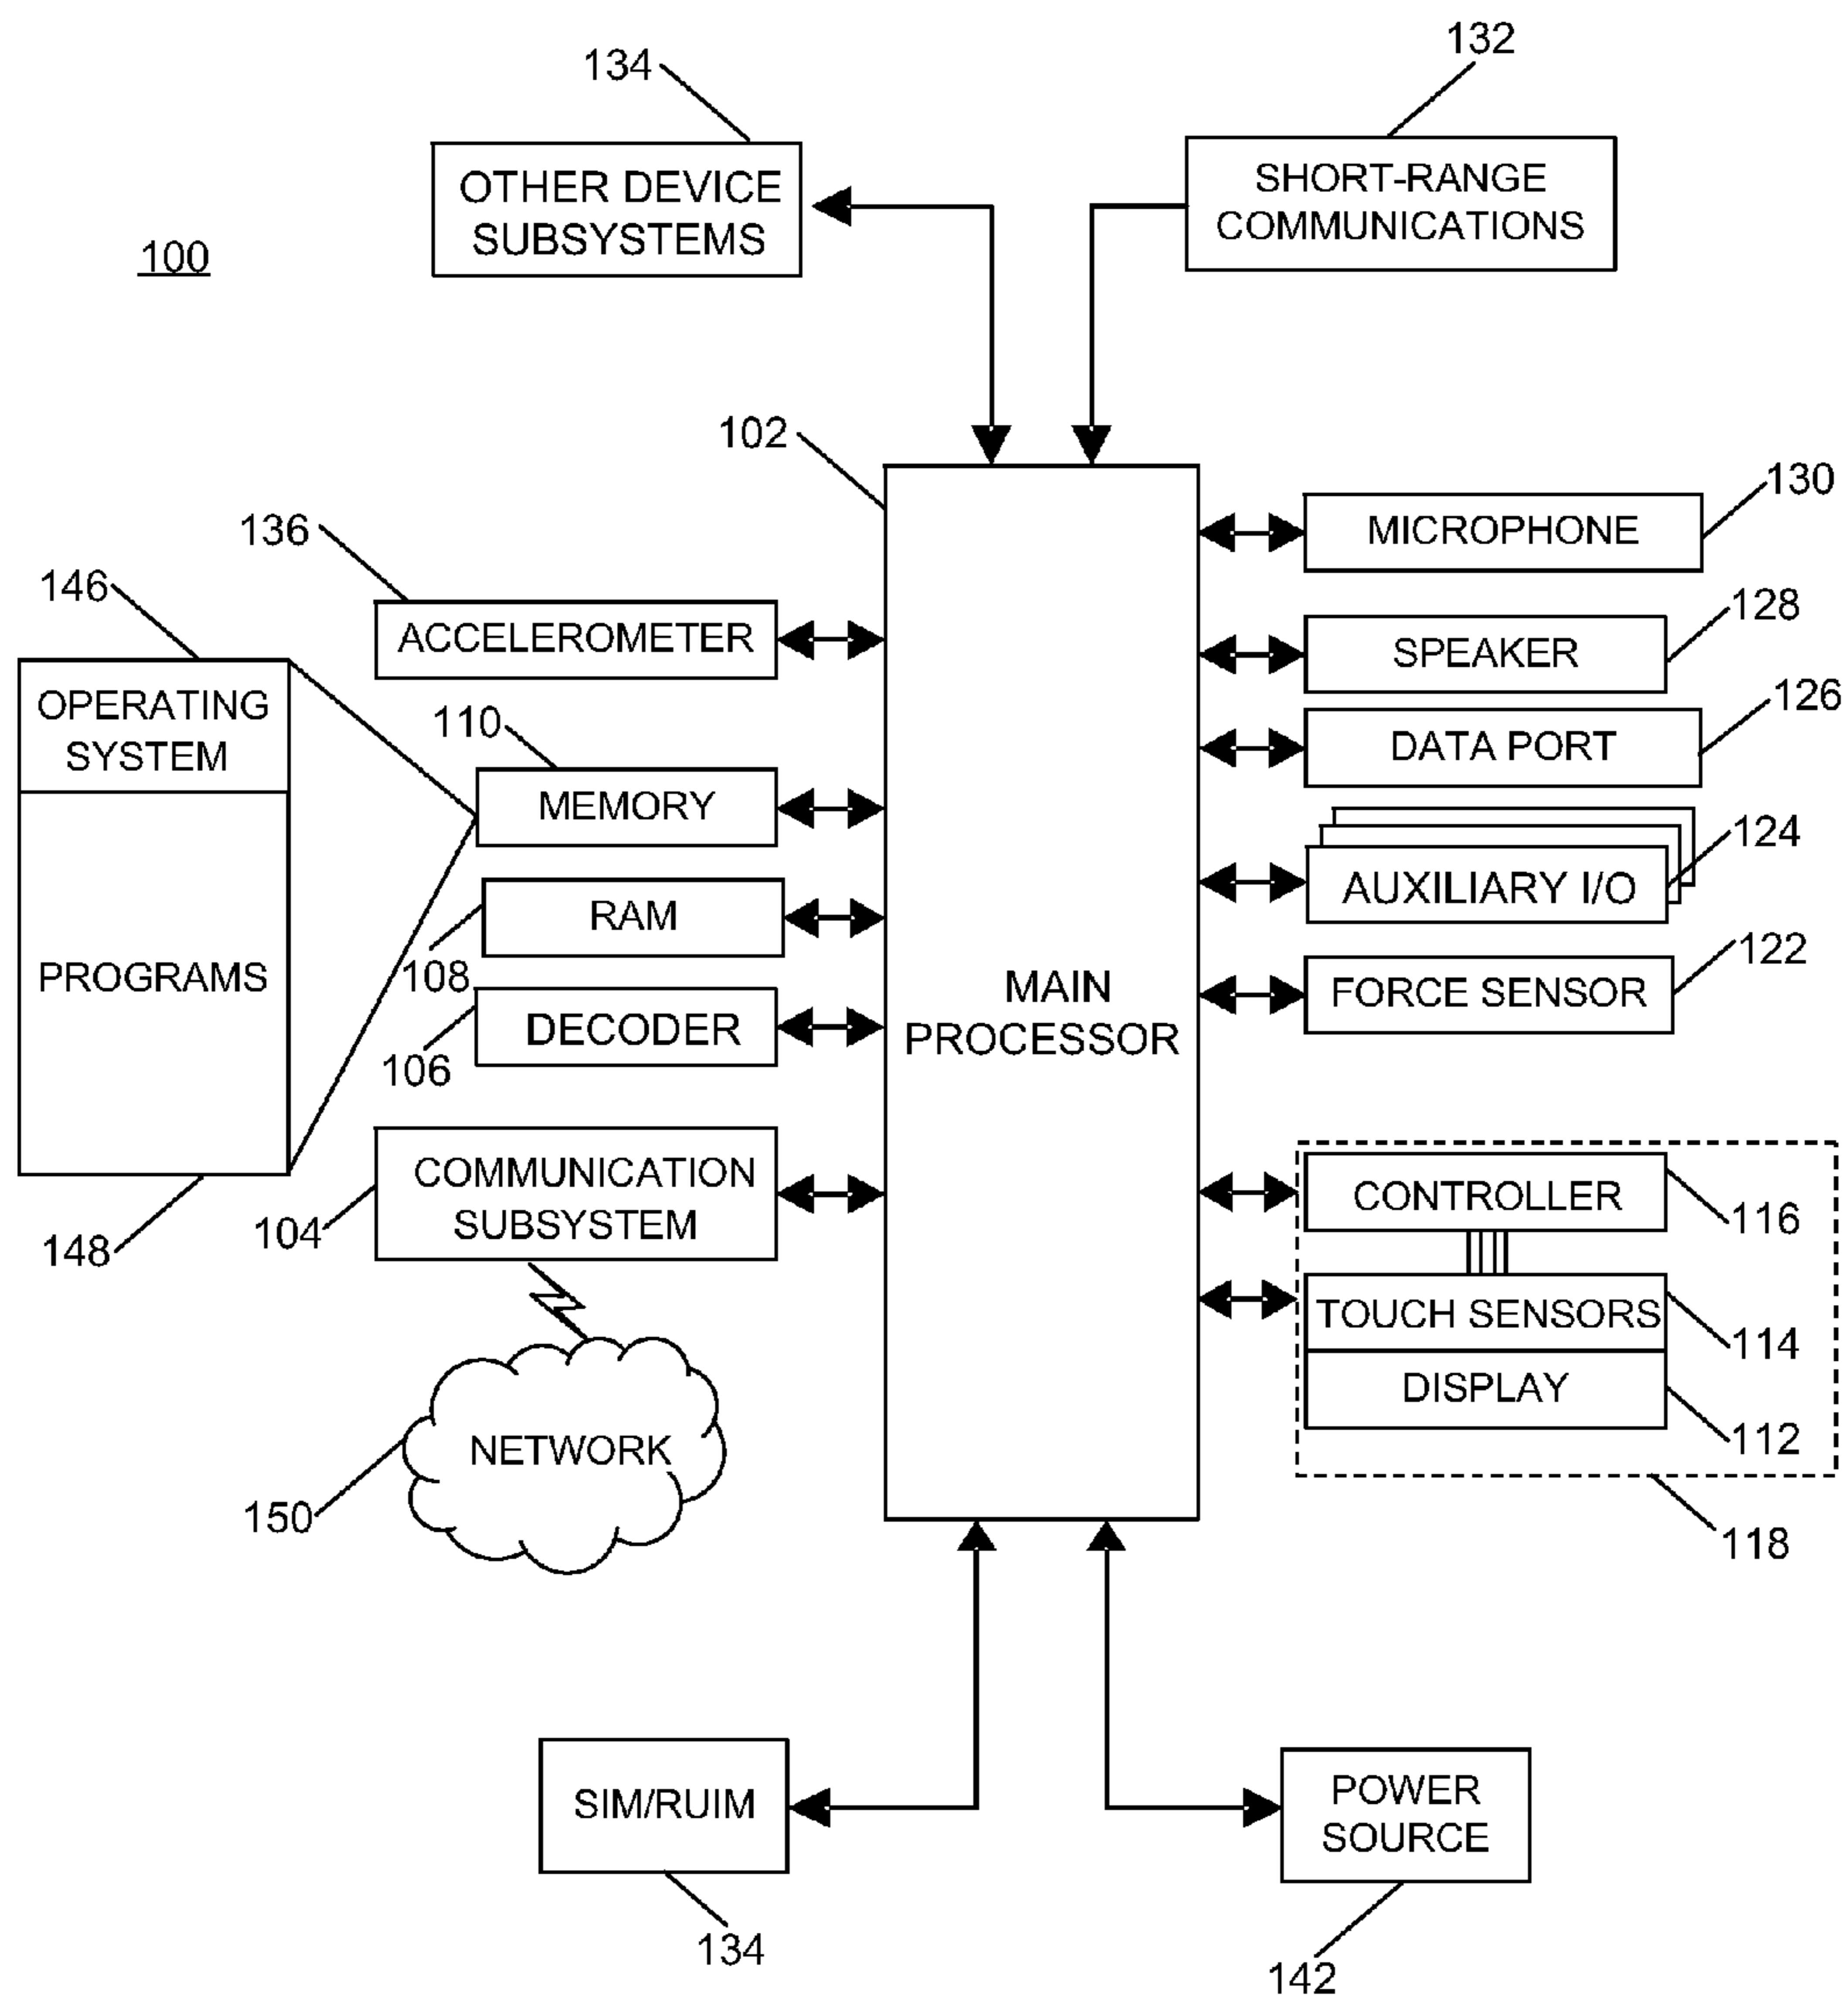 132
134
SHORT-RANGE
COMMUNICATIONS
OTHER DEVICE
SUBSYSTEMS
100
102
130
MICROPHONE
136
146
128
ACCELEROMETER
SPEAKER
126
OPERATING
SYSTEM
110
DATA PORT
MEMORY
124
AUXILIARY I/O
RAM
122
108
PROGRAMS
FORCE SENSOR
MAIN
PROCESSOR
DECODER
106
COMMUNICATION
SUBSYSTEM
CONTROLLER
116
104
148
TOUCH SENSORS
114
DISPLAY
112
NETWORK
150
118
SIM/RUIM
POWER
SOURCE
134
142